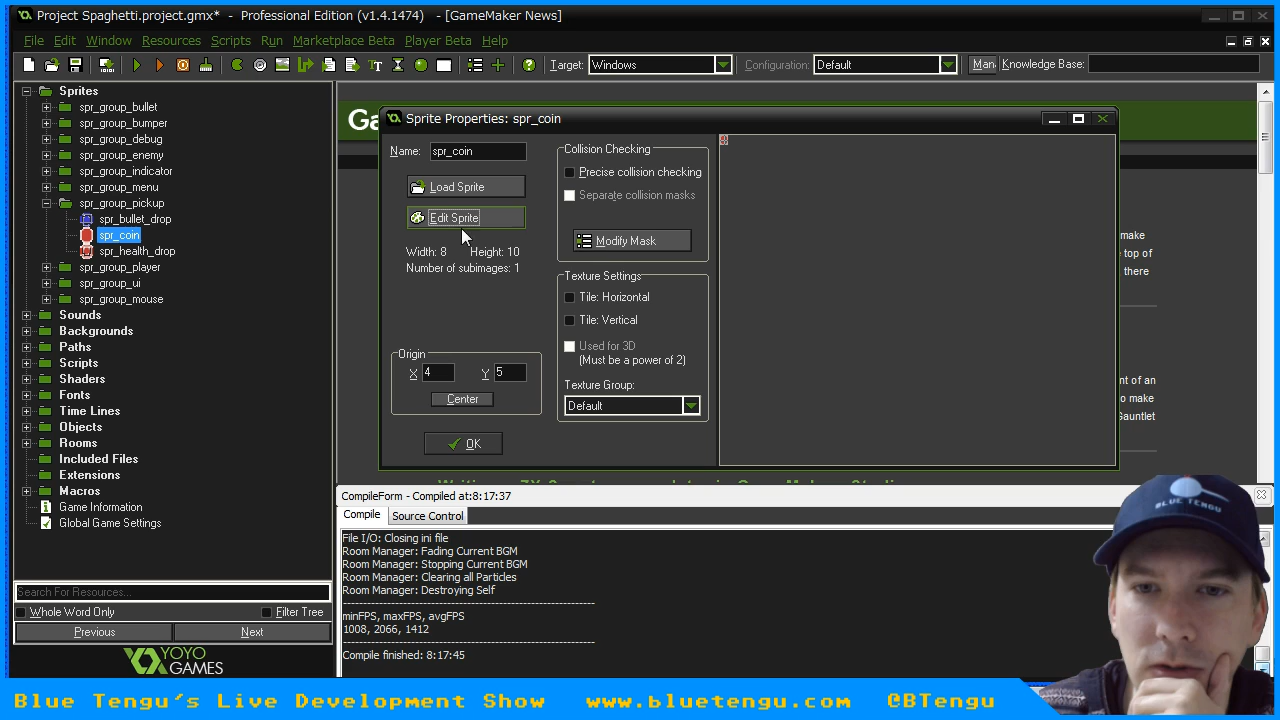 Project Spaghetti.project.gmx* - Professional Edition (v1.4.1474) - [GameMaker News]
File Edit Window Resources Scripts Run Marketplace Beta Player Beta Help
Target: Windows Configuration: Default Man Knowledge Base:
Sprites
spr_group_bullet
spr_group_bumper
spr_group_debug
spr_group_enemy
spr_group_indicator
spr_group_menu
spr_group_pickup
spr_bullet_drop
spr_coin
spr_health_drop
spr_group_player
spr_group_ui
spr_group_mouse
Sounds
Backgrounds
Paths
Scripts
Shaders
Fonts
Time Lines
Objects
Rooms
Included Files
Extensions
Macros
Game Information
Global Game Settings
Search For Resources...
Whole Word Only Filter Tree
Previous Next
YOYO
GAMES
Ga
Sprite Properties: spr_coin
Name: spr_coin
Load Sprite
Edit Sprite
Width: 8 Height: 10
Number of subimages: 1
Origin
X 4 Y 5
Center
OK
Collision Checking
Precise collision checking
Separate collision masks
Modify Mask
Texture Settings
Tile: Horizontal
Tile: Vertical
Used for 3D
(Must be a power of 2)
Texture Group:
Default
make
e top of
there
nt of an
o make
Gauntlet
CompileForm - Compiled at:8:17:37
Compile Source Control
File I/O: Closing ini file
Room Manager: Fading Current BGM
Room Manager: Stopping Current BGM
Room Manager: Clearing all Particles
Room Manager: Destroying Self
minFPS, maxFPS, avgFPS
1008, 2066, 1412
Compile finished: 8:17:45
BLUE TENGU
Blue Tengu's Live Development Show www.bluetengu.com @BTengu